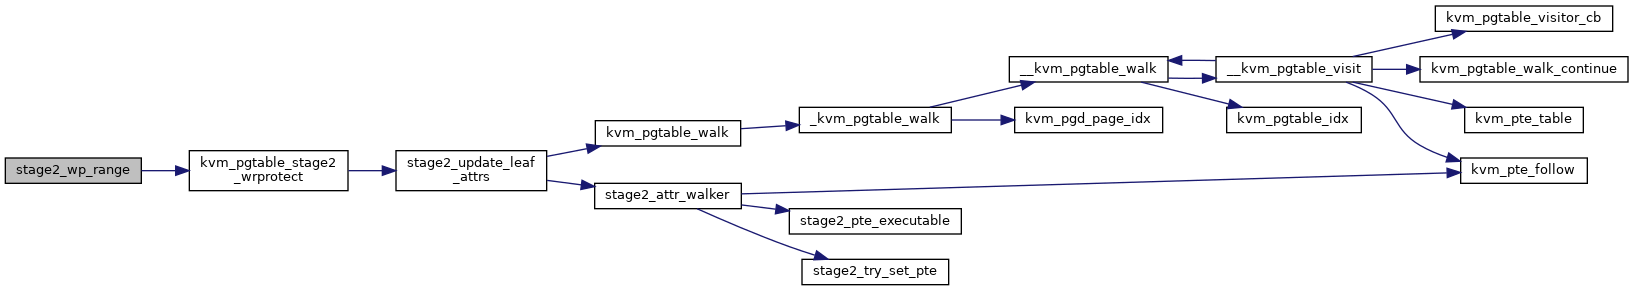 stage2_wp_range
kvm_pgtable_stage2
_wrprotect
stage2_update_leaf
_attrs
kvm_pgtable_walk
stage2_attr_walker
_kvm_pgtable_walk
stage2_pte_executable
stage2_try_set_pte
__kvm_pgtable_walk
kvm_pgd_page_idx
__kvm_pgtable_visit
kvm_pgtable_idx
kvm_pgtable_visitor_cb
kvm_pgtable_walk_continue
kvm_pte_table
kvm_pte_follow